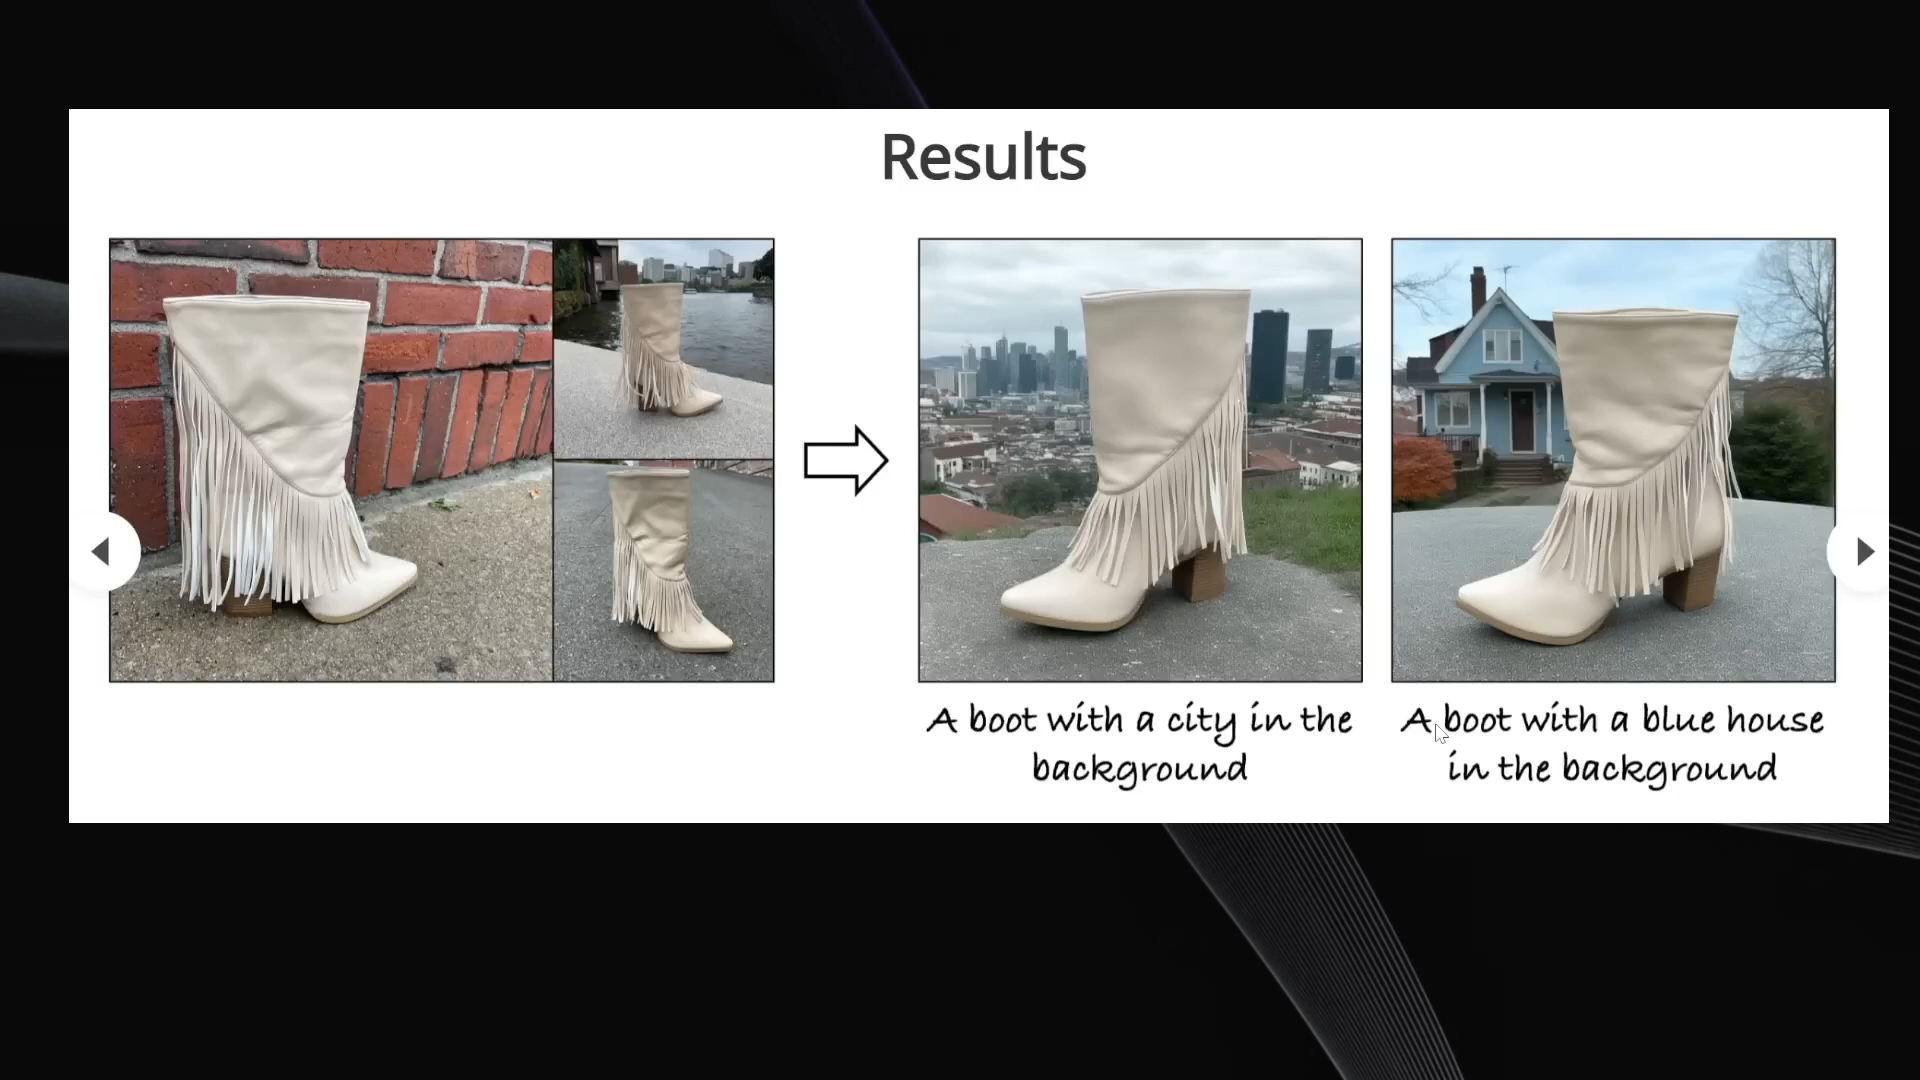 Results
A boot with a city in the
background
A boot with a blue house
in the background